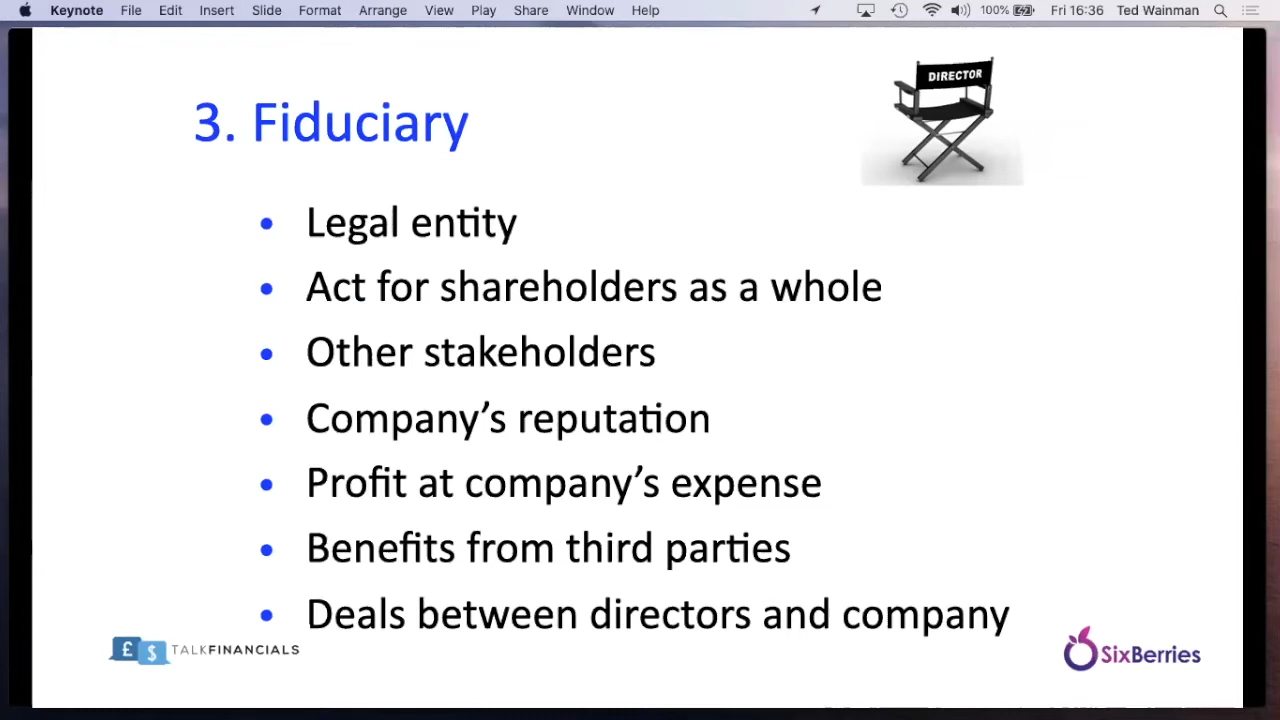 Keynote File Edit Insert Slide Format Arrange View Play Share Window Help 100% Fri 16:36 Ted Wainman
DIRECTOR
3. Fiduciary
• Legal entity
• Act for shareholders as a whole
• Other stakeholders
• Company’s reputation
• Profit at company’s expense
• Benefits from third parties
• Deals between directors and company
£ $ TALKFINANCIALS
SixBerries